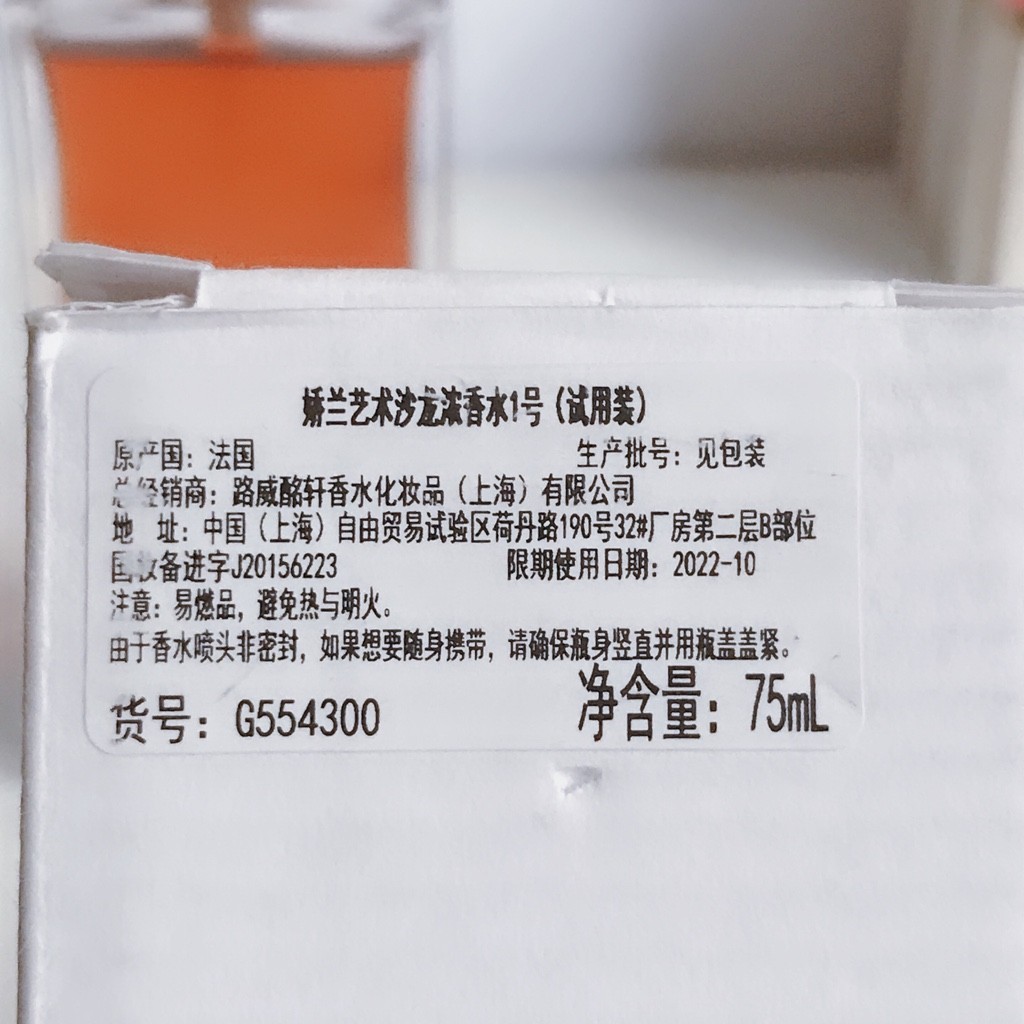 娇兰艺术沙龙浓香水1号（试用装）
原产国：法国 生产批号：见包装
总经销商：路威酩轩香水化妆品（上海）有限公司
地 址：中国（上海）自由贸易试验区荷丹路190号32#厂房第二层B部位
国妆备进字J20156223 限期使用日期：2022-10
注意：易燃品，避免热与明火。
由于香水喷头非密封，如果想要随身携带，请确保瓶身竖直并用瓶盖盖紧。
货号：G554300 净含量：75mL